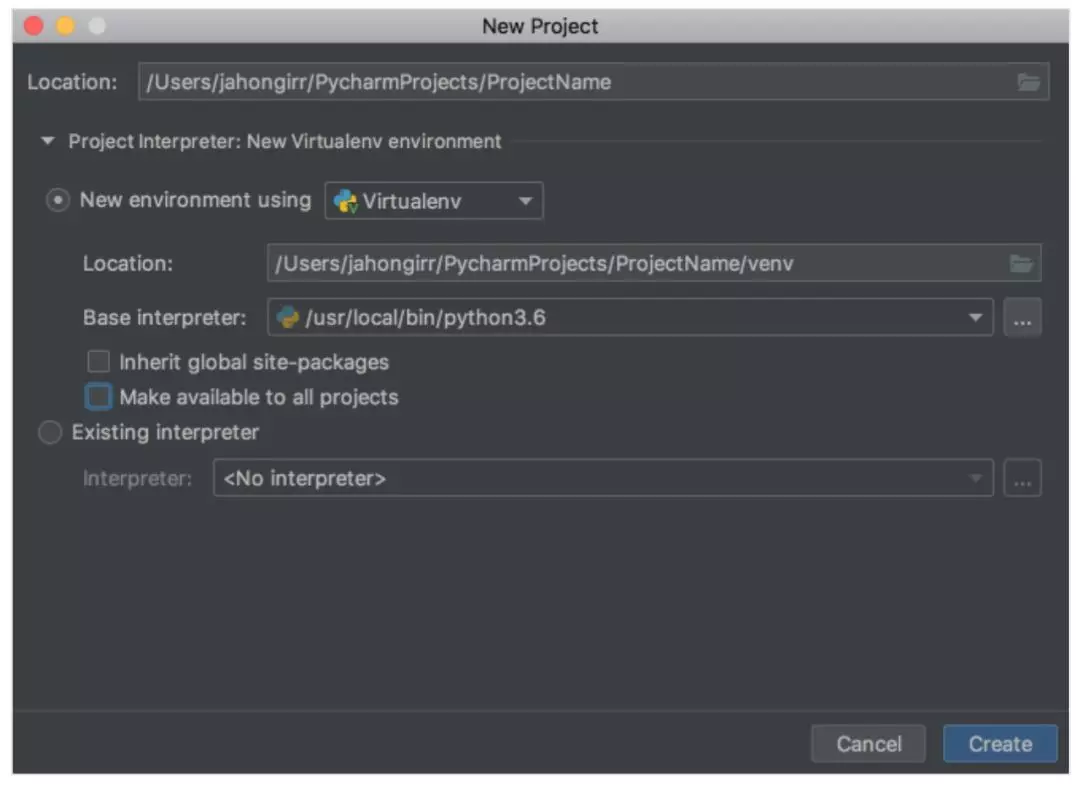 New Project
Location: /Users/jahongirr/PycharmProjects/ProjectName
Project Interpreter: New Virtualenv environment
New environment using Virtualenv
Location: /Users/jahongirr/PycharmProjects/ProjectName/venv
Base interpreter: /usr/local/bin/python3.6 ...
Inherit global site-packages
Make available to all projects
Existing interpreter
Interpreter: <No interpreter> ...
Cancel Create